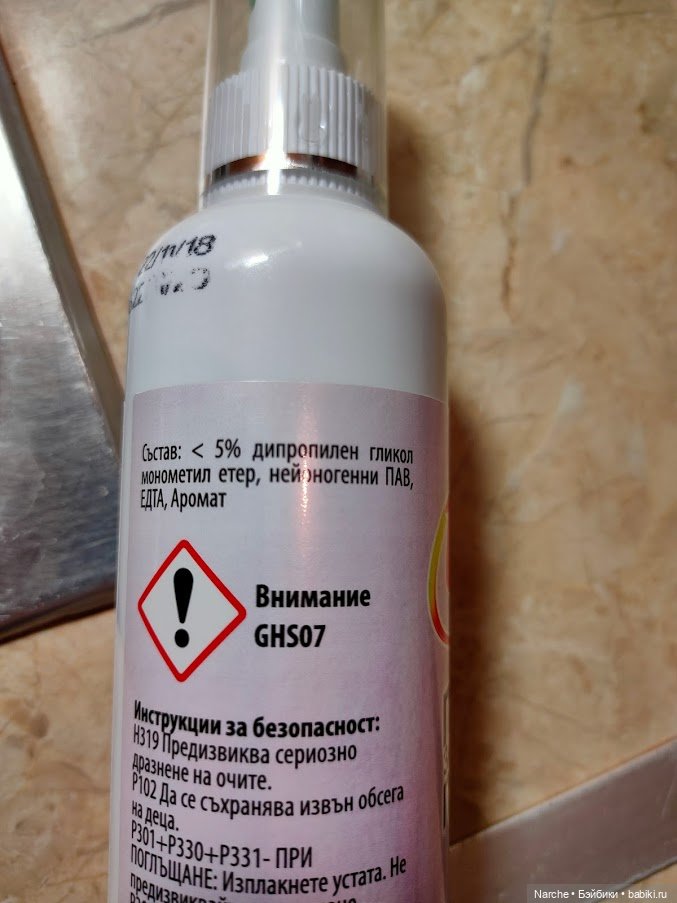 /11/18
Състав: < 5% дипропилен гликол
монометил етер, нейоногенни ПАВ,
ЕДТА, Аромат
Внимание
GHS07
Инструкции за безопасност:
H319 Предизвиква сериозно
дразнене на очите.
P102 Да се съхранява извън обсега
на деца.
P301+P330+P331- ПРИ
ПОГЛЪЩАНЕ: Изплакнете устата. Не
Narche • Бэйбики • babiki.ru